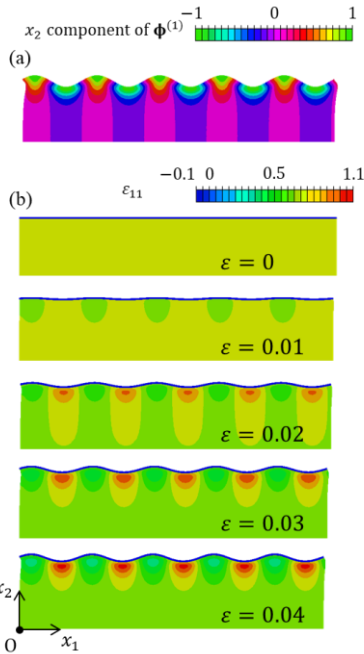 −1 0 1
x₂ component of ϕ⁽¹⁾
(a)
(b)
ε₁₁ −0.1 0 0.5 1.1
ε = 0
ε = 0.01
ε = 0.02
ε = 0.03
ε = 0.04
x₂
O x₁